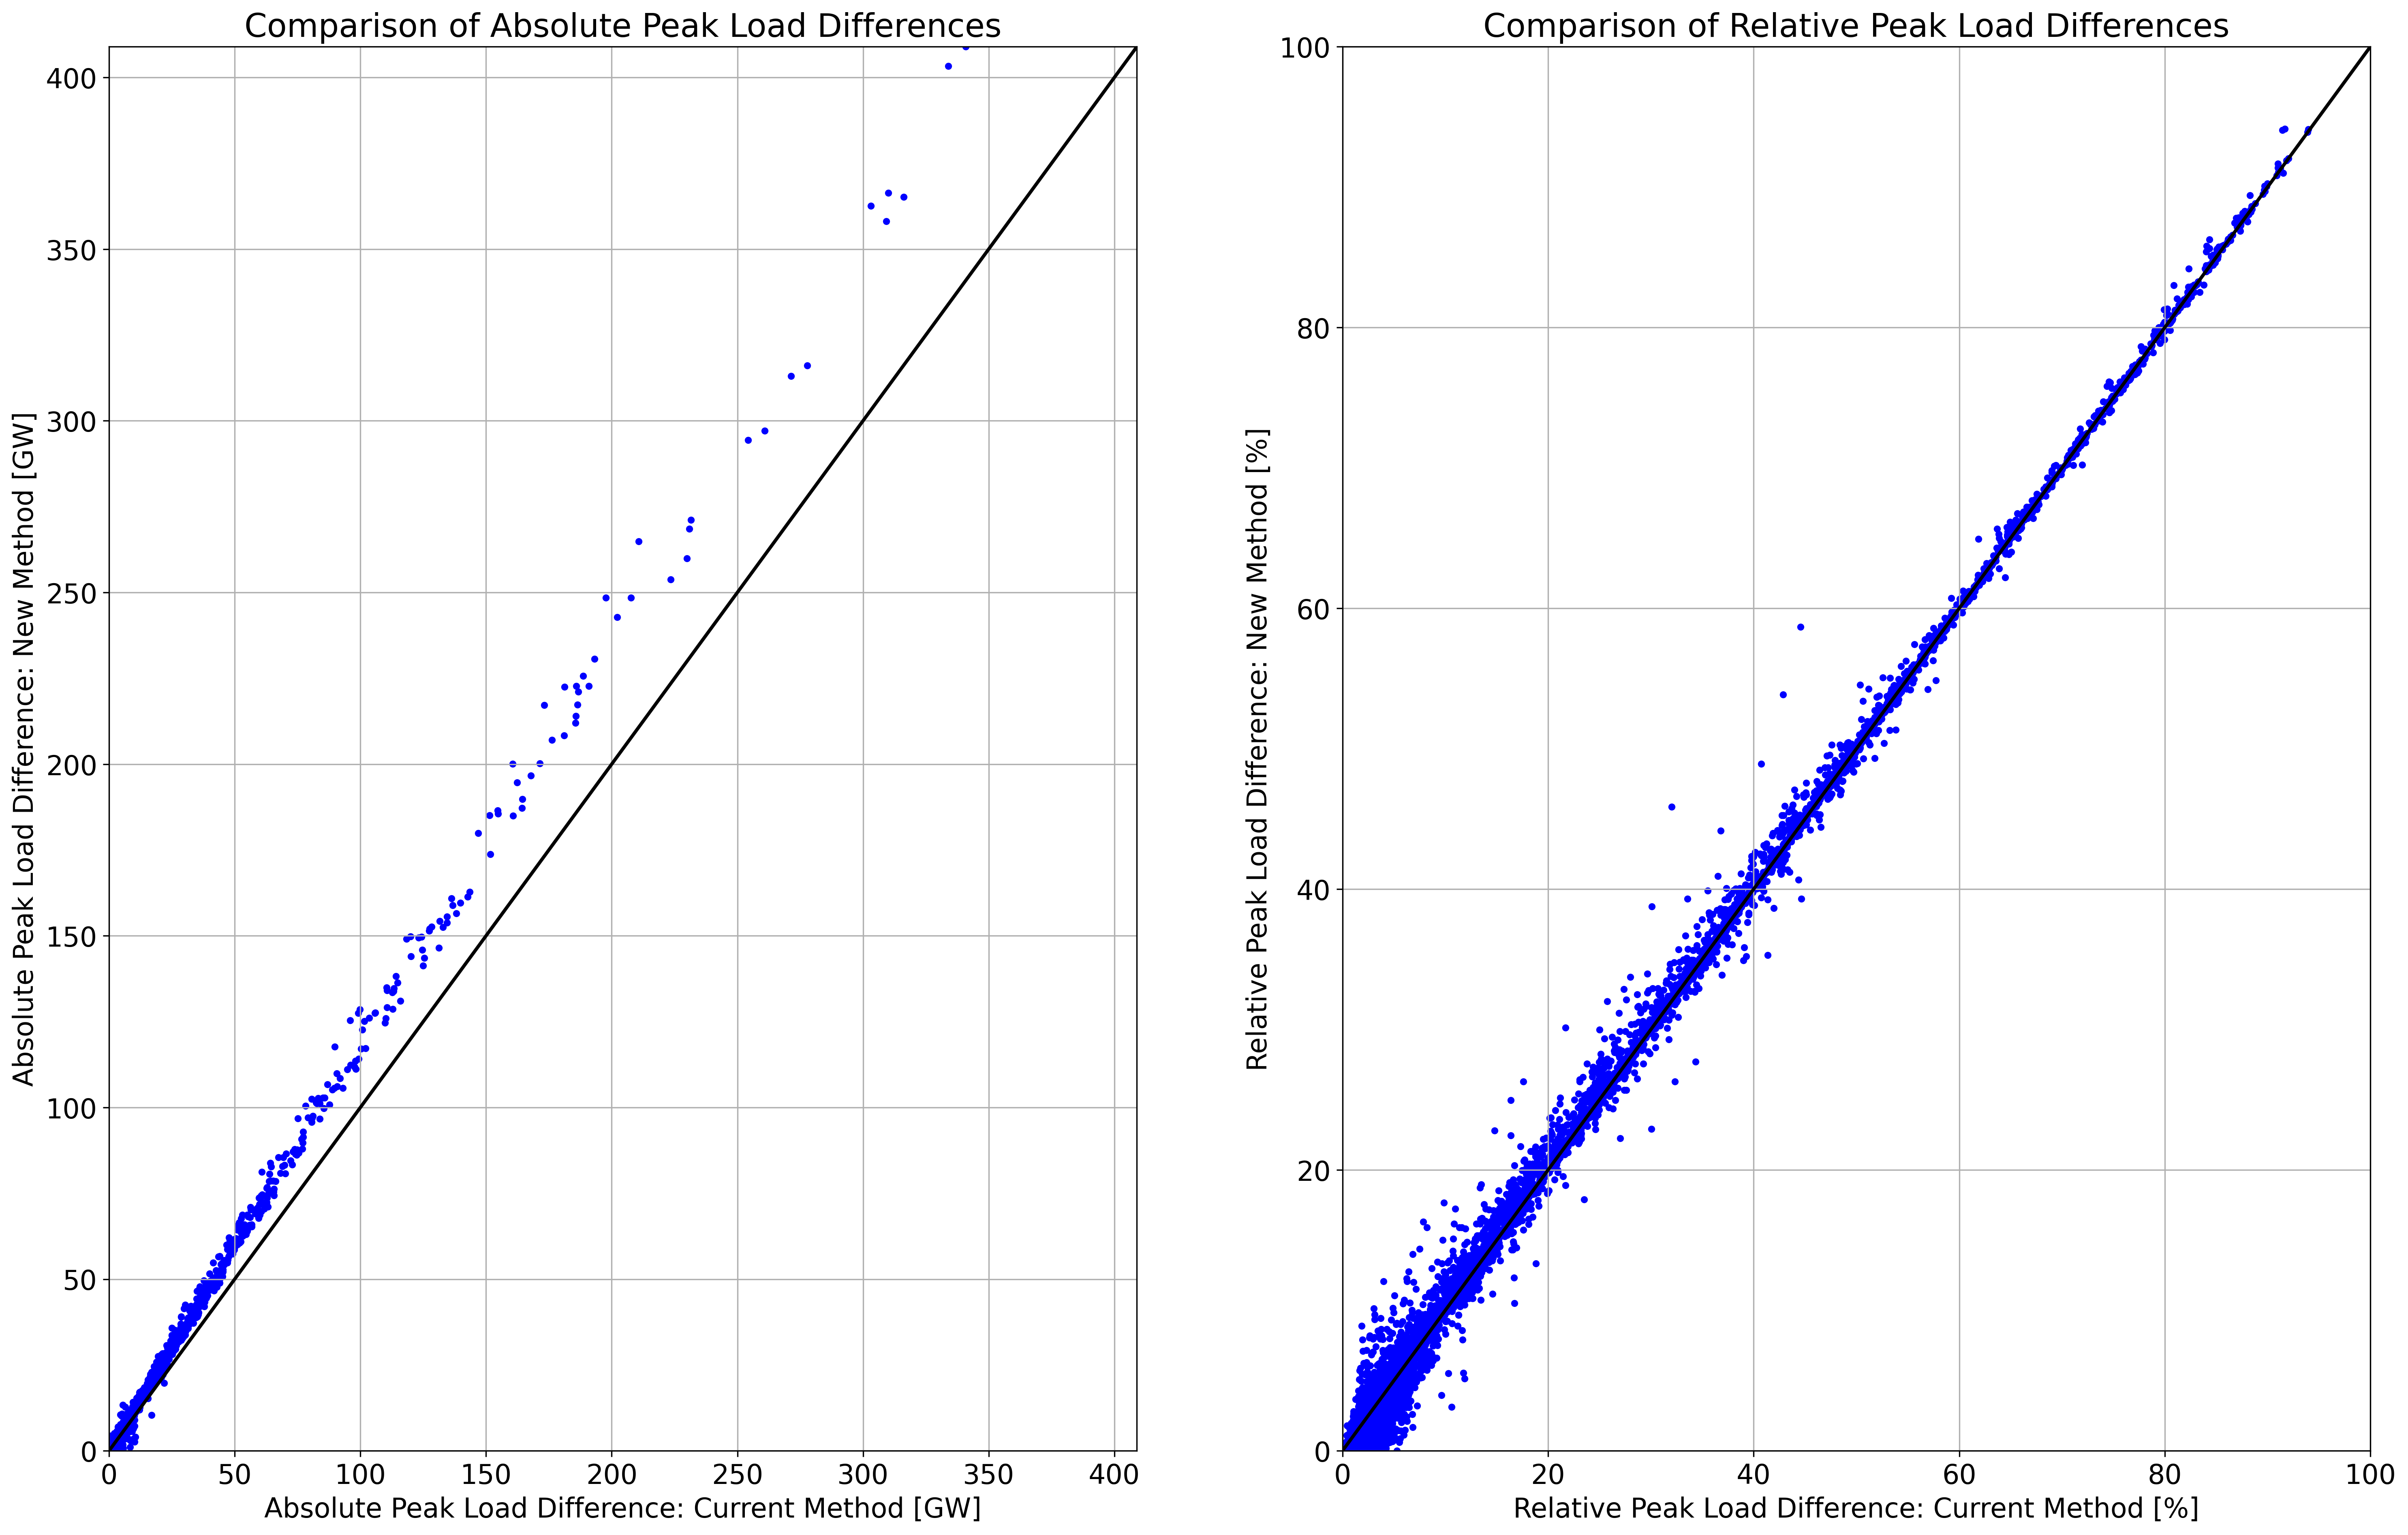 Comparison of Absolute Peak Load Differences
Absolute Peak Load Difference: New Method [GW]
400
350
300
250
200
150
100
50
0
0 50 100 150 200 250 300 350 400
Absolute Peak Load Difference: Current Method [GW]
Comparison of Relative Peak Load Differences
Relative Peak Load Difference: New Method [%]
100
80
60
40
20
0
0 20 40 60 80 100
Relative Peak Load Difference: Current Method [%]